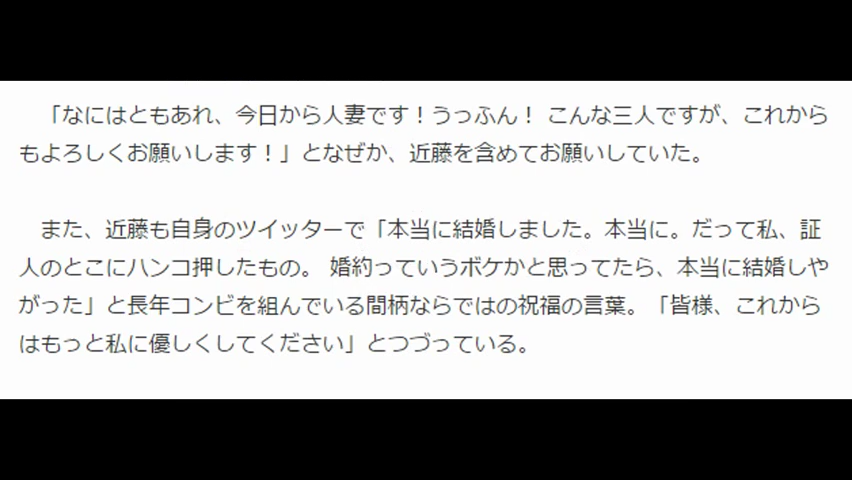 「なにはともあれ、今日から人妻です！うっふん！ こんな三人ですが、これから
もよろしくお願いします！」となぜか、近藤を含めてお願いしていた。
また、近藤も自身のツイッターで「本当に結婚しました。本当に。だって私、証
人のとこにハンコ押したもの。 婚約っていうボケかと思ってたら、本当に結婚しや
がった」と長年コンビを組んでいる間柄ならではの祝福の言葉。「皆様、これから
はもっと私に優しくしてください」とつづっている。